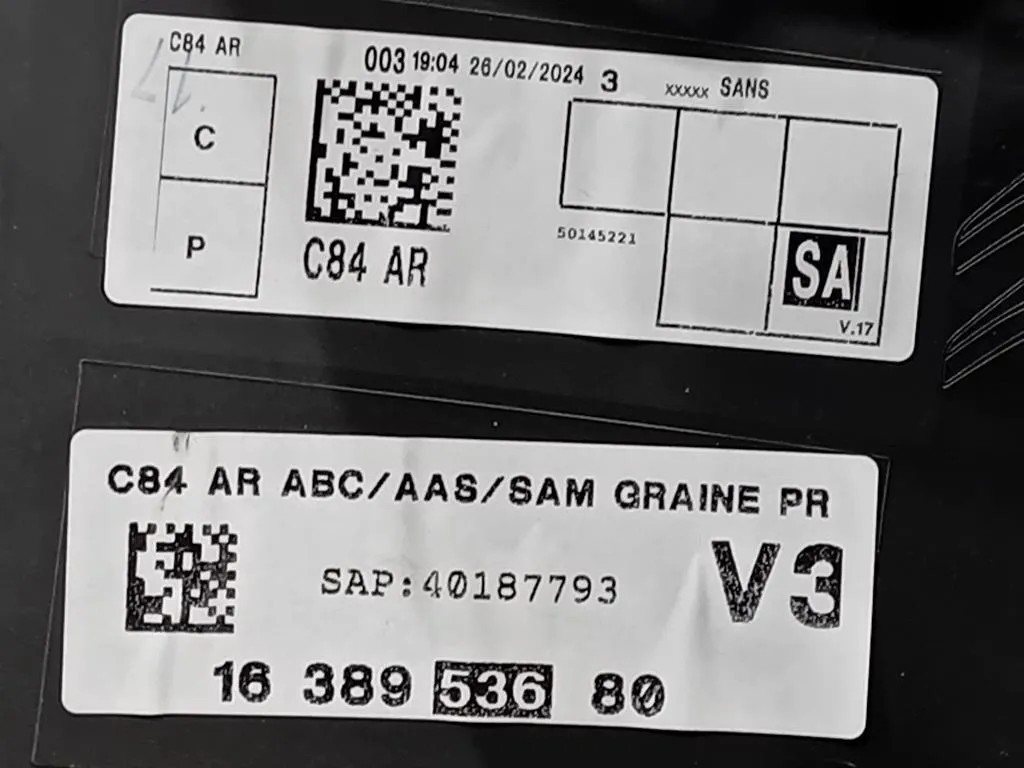 C84 AR
003 19:04 26/02/2024 3
xxxxx SANS
C
P
C84 AR
50145221
SA
V.17
C84 AR ABC/AAS/SAM GRAINE PR
SAP:40187793
V3
16 389 536 80